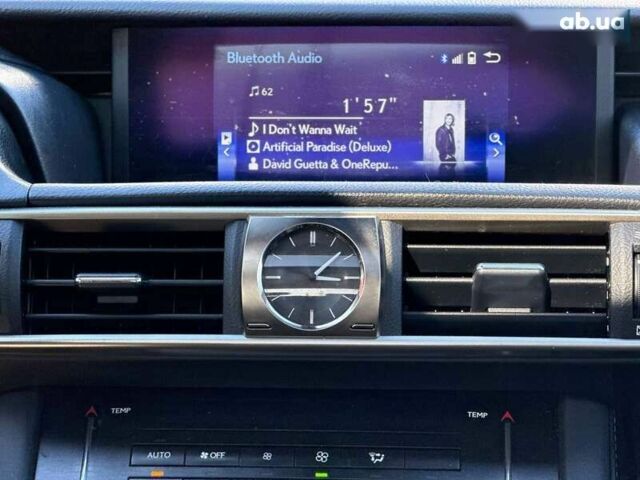 ab.ua
Bluetooth Audio
62
1'57"
I Don't Wanna Wait
Artificial Paradise (Deluxe)
David Guetta & OneRepu...
TEMP
TEMP
AUTO
OFF